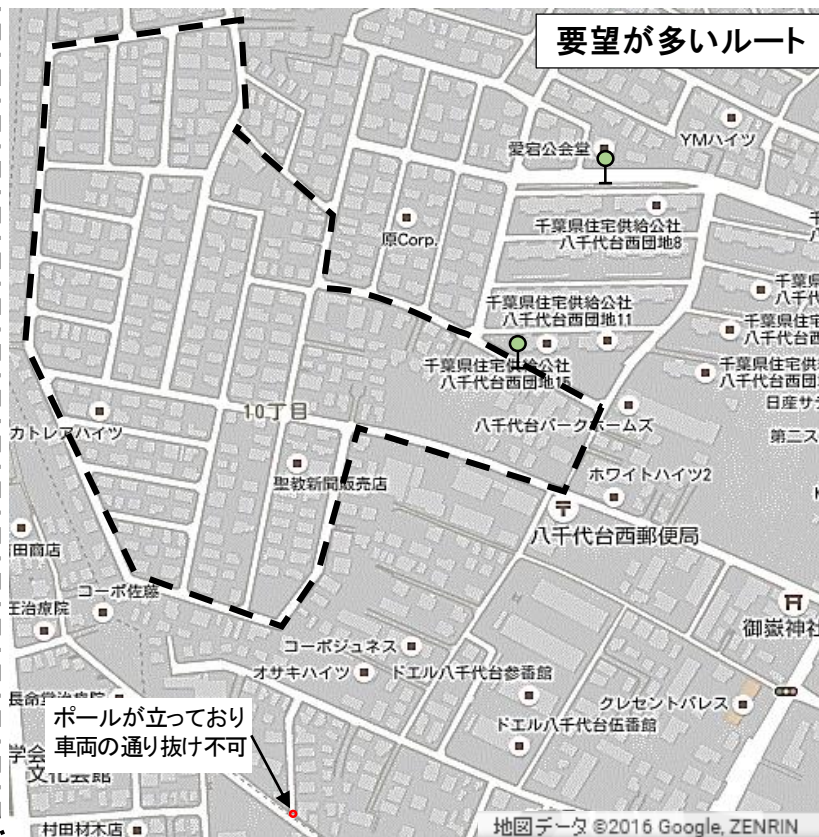 要望が多いルート
YMハイツ
愛宕公会堂
千葉県住宅供給公社
八千代台西団地8
原Corp.
千葉県住宅供給公社
八千代台西団地11
千葉県住宅供給公社
八千代台西団地15
八千代台パークホームズ
10丁目
カトレアハイツ
聖教新聞販売店
ホワイトハイツ2
八千代台西郵便局
コーポ佐藤
御嶽神社
コーポジュネス
オサキハイツ
ドエル八千代台参番館
クレセントパレス
ドエル八千代台伍番館
ポールが立っており
車両の通り抜け不可
文化会館
村田材木店
地図データ ©2016 Google, ZENRIN